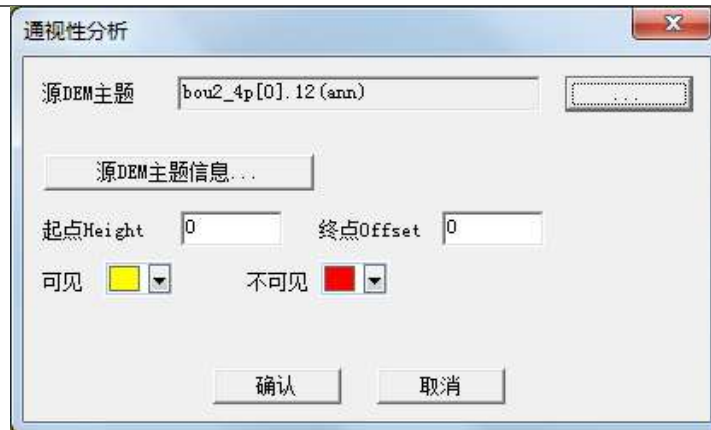 通视性分析
源DEM主题 bou2_4p[0].12(ann) ...
源DEM主题信息...
起点Height 0 终点Offset 0
可见 不可见
确认 取消